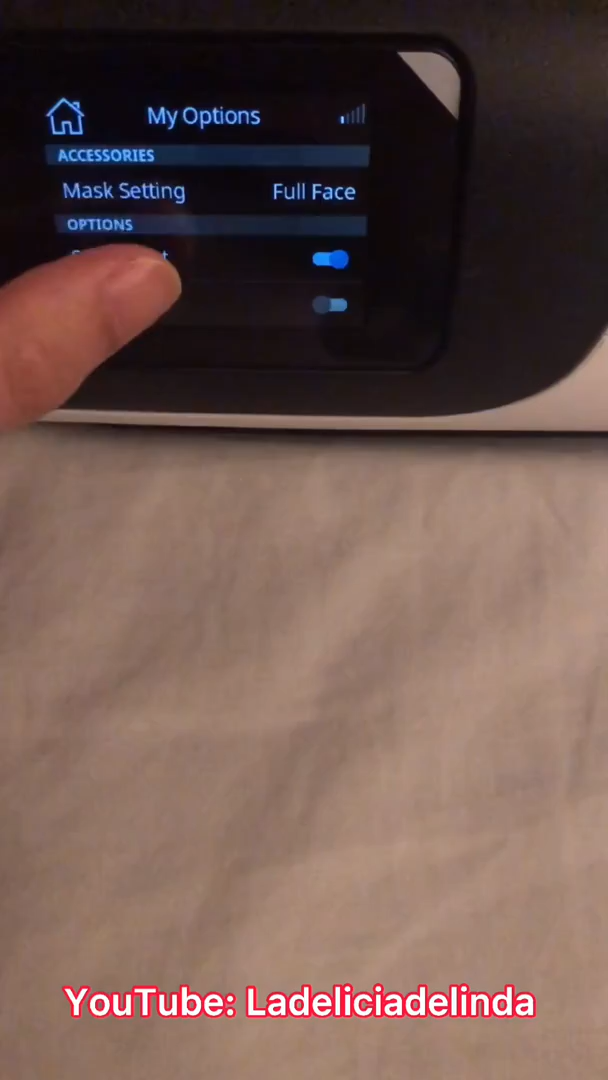 My Options
ACCESSORIES
Mask Setting Full Face
OPTIONS
YouTube: Ladeliciadelinda